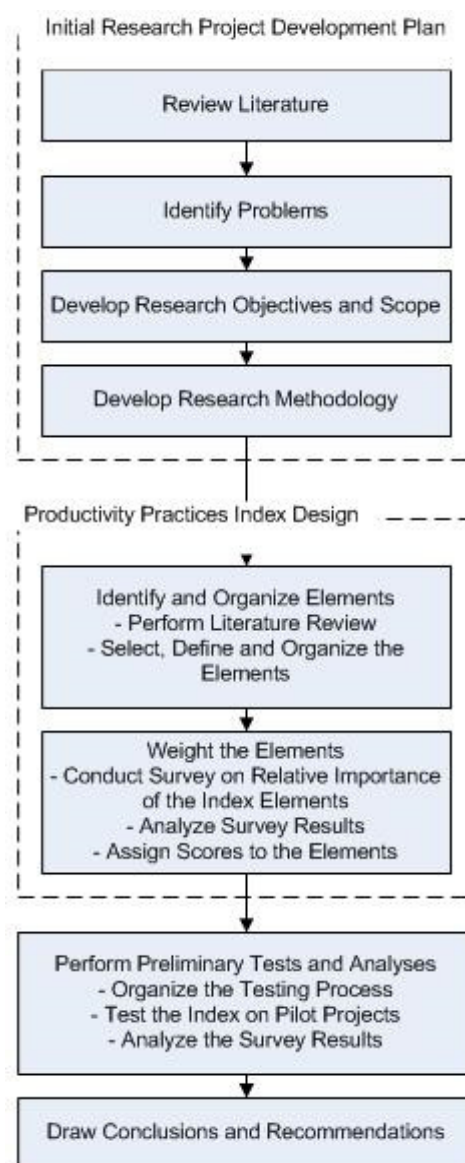 Initial Research Project Development Plan
Review Literature
Identify Problems
Develop Research Objectives and Scope
Develop Research Methodology
Productivity Practices Index Design
Identify and Organize Elements
- Perform Literature Review
- Select, Define and Organize the
Elements
Weight the Elements
- Conduct Survey on Relative Importance
of the Index Elements
- Analyze Survey Results
- Assign Scores to the Elements
Perform Preliminary Tests and Analyses
- Organize the Testing Process
- Test the Index on Pilot Projects
- Analyze the Survey Results
Draw Conclusions and Recommendations